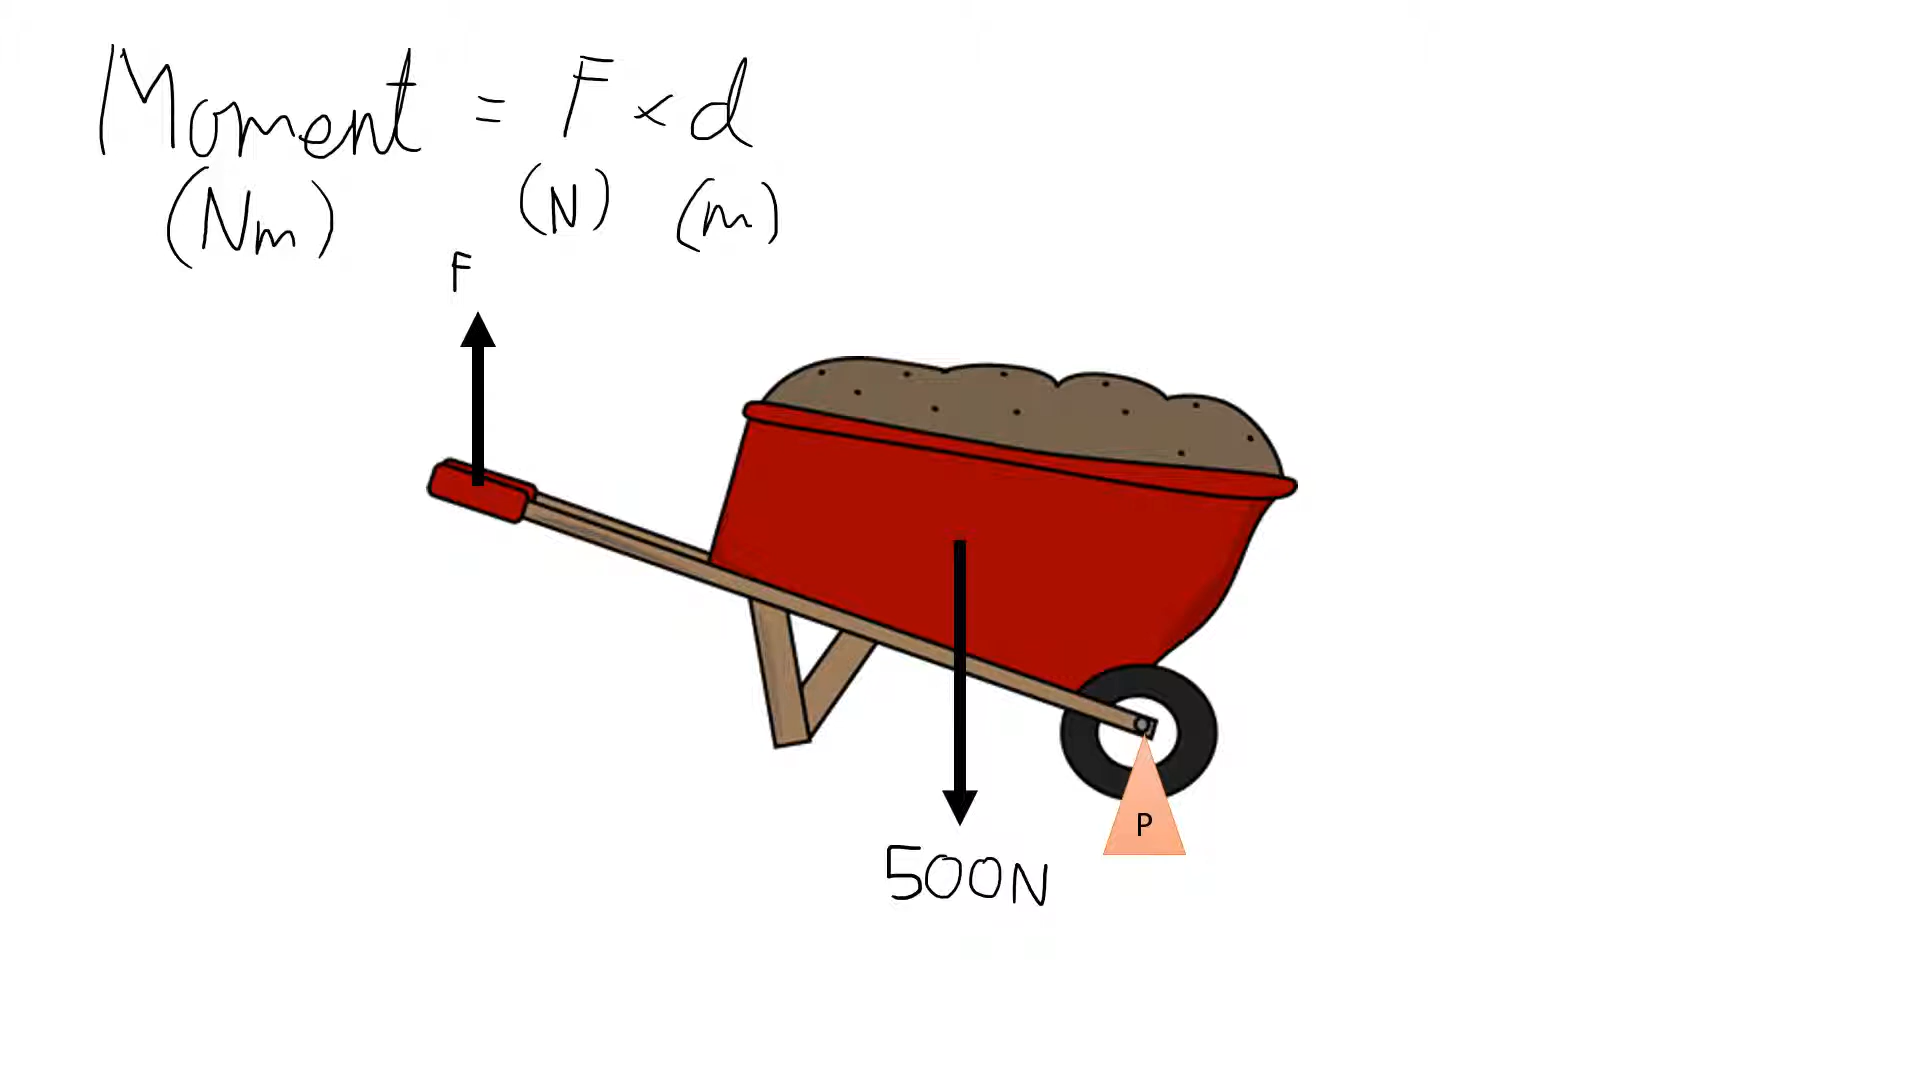 Moment = F × d
(Nm) (N) (m)
F
P
500N